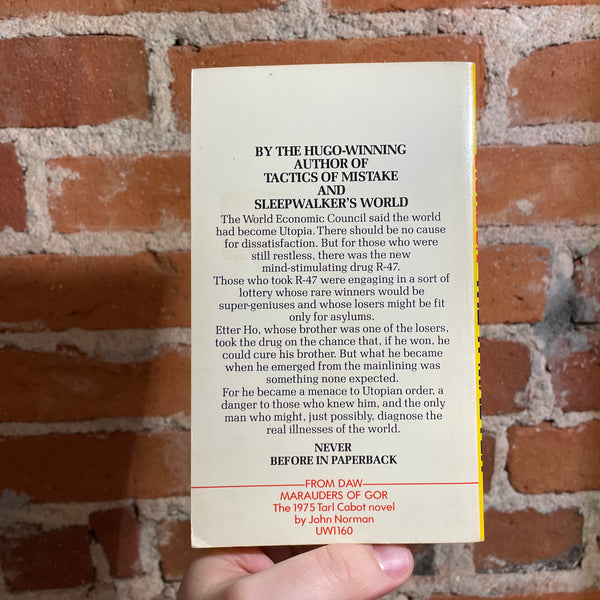 BY THE HUGO-WINNING
AUTHOR OF
TACTICS OF MISTAKE
AND
SLEEPWALKER'S WORLD
The World Economic Council said the world
had become Utopia. There should be no cause
for dissatisfaction. But for those who were
still restless, there was the new
mind-stimulating drug R-47.
Those who took R-47 were engaging in a sort of
lottery whose rare winners would be
super-geniuses and whose losers might be fit
only for asylums.
Etter Ho, whose brother was one of the losers,
took the drug on the chance that, if he won, he
could cure his brother. But what he became
when he emerged from the mainlining was
something none expected.
For he became a menace to Utopian order, a
danger to those who knew him, and the only
man who might, just possibly, diagnose the
real illnesses of the world.
NEVER
BEFORE IN PAPERBACK
FROM DAW
MARAUDERS OF GOR
The 1975 Tarl Cabot novel
by John Norman
UW1160